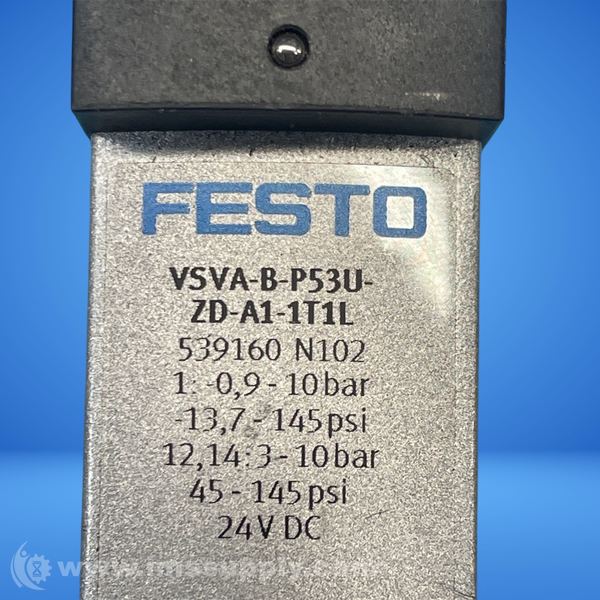 FESTO
VSVA-B-P53U-
ZD-A1-1T1L
539160 N102
1: -0,9 - 10 bar
-13,7 - 145 psi
12,14: 3 - 10 bar
45 - 145 psi
24V DC